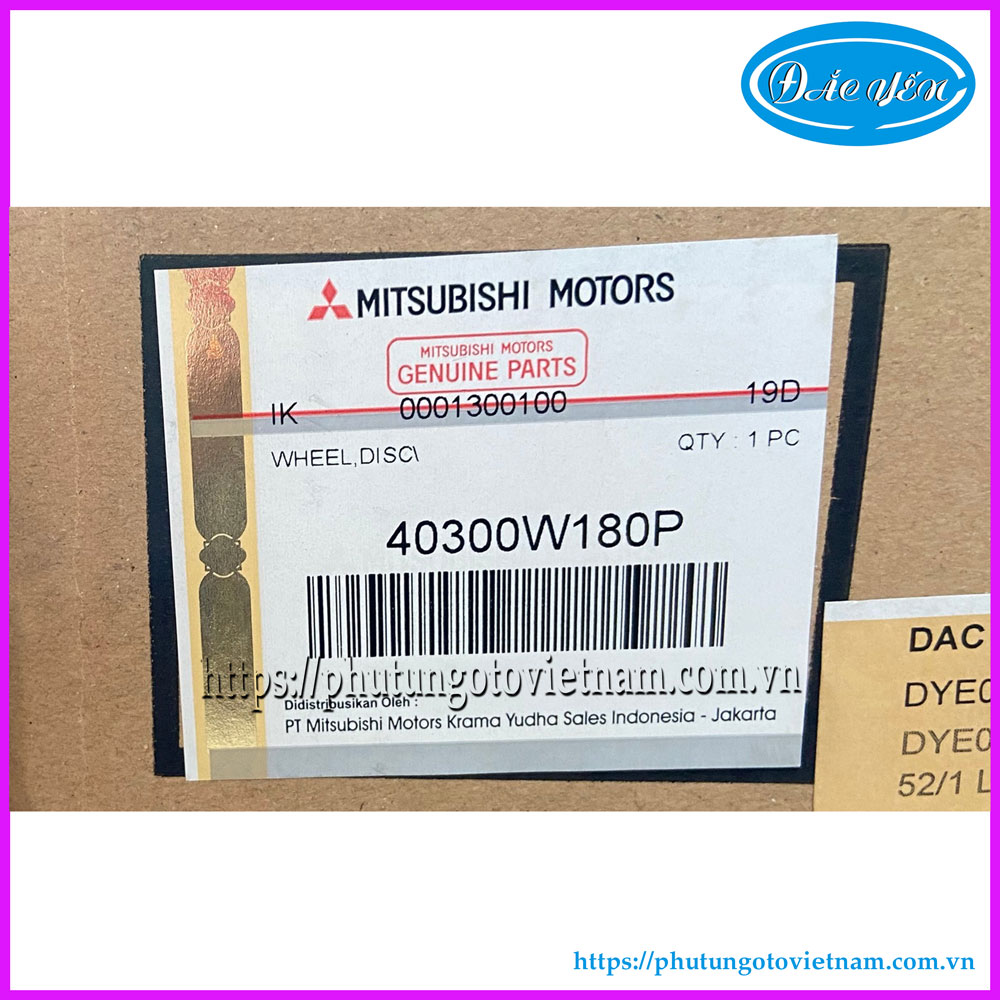 ĐẮC YẾN
MITSUBISHI MOTORS
MITSUBISHI MOTORS
GENUINE PARTS
IK 0001300100 19D
WHEEL,DISC\ QTY : 1 PC
40300W180P
https://phutungotovietnam.com.vn
Didistribusikan Oleh :
PT Mitsubishi Motors Krama Yudha Sales Indonesia - Jakarta
DAC
DYE0
DYE0
52/1 L
https://phutungotovietnam.com.vn